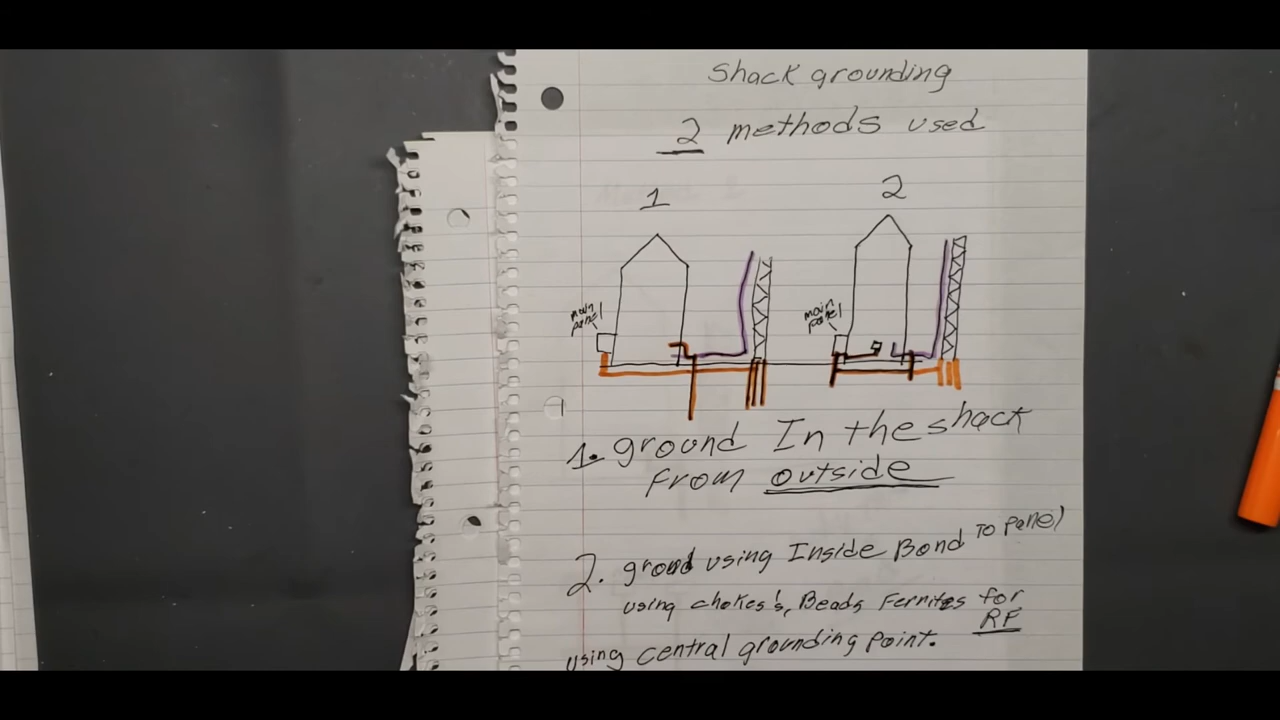 Shack grounding
2 methods used
1
2
main
panel
main
panel
1. ground In the shack
From outside
2. ground using Inside Bond To Panel
using chokes's, Beads Ferrites for
RF
using central grounding Point.